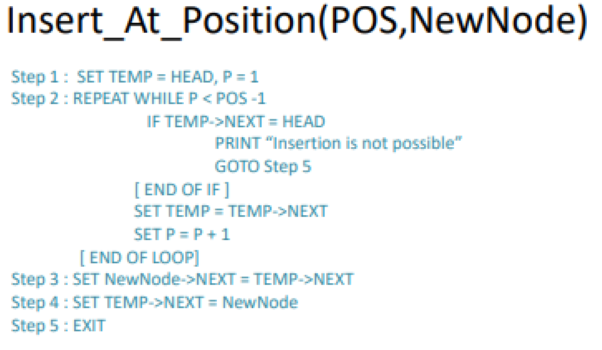 Insert_At_Position(POS,NewNode)
Step 1 : SET TEMP = HEAD, P = 1
Step 2 : REPEAT WHILE P < POS -1
IF TEMP->NEXT = HEAD
PRINT “Insertion is not possible”
GOTO Step 5
[ END OF IF ]
SET TEMP = TEMP->NEXT
SET P = P + 1
[ END OF LOOP]
Step 3 : SET NewNode->NEXT = TEMP->NEXT
Step 4 : SET TEMP->NEXT = NewNode
Step 5 : EXIT